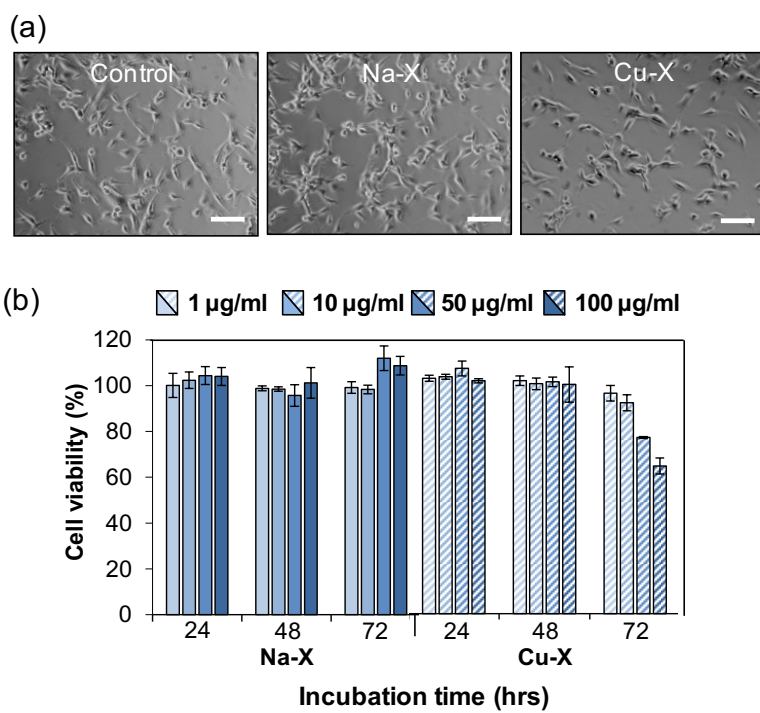 (a)
Control Na-X Cu-X
(b)
1 µg/ml 10 µg/ml 50 µg/ml 100 µg/ml
120
100
80
60
40
20
0
Cell viability (%)
24 48 72 24 48 72
Na-X Cu-X
Incubation time (hrs)